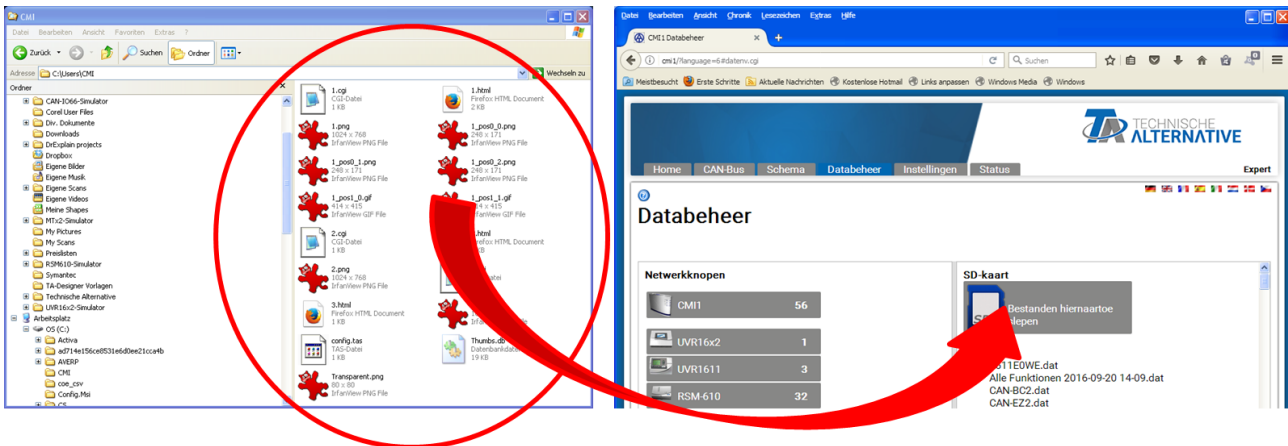 CMI
Datei Bearbeiten Ansicht Favoriten Extras ?
Zurück Suchen Ordner
Adresse C:\Users\CMI Wechseln zu
Ordner
CAN-IO66-Simulator
Corel User Files
Div. Dokumente
Downloads
DrExplain projects
Dropbox
Eigene Bilder
Eigene Musik
Eigene Scans
Eigene Videos
Meine Shapes
MTx2-Simulator
My Pictures
My Scans
Preislisten
RSM610-Simulator
Symantec
TA-Designer Vorlagen
Technische Alternative
UVR16x2-Simulator
Arbeitsplatz
OS (C:)
Activa
ad714e156ce8531e6d0ee21cca4b
AVERP
CMI
coe_csv
Config.Msi
CS
1.cgi
CGI-Datei
1 KB
1.html
Firefox HTML Document
2 KB
1.png
1024 x 768
IrfanView PNG File
1_pos0_0.png
248 x 171
IrfanView PNG File
1_pos0_1.png
248 x 171
IrfanView PNG File
1_pos0_2.png
248 x 171
IrfanView PNG File
1_pos1_0.gif
414 x 415
IrfanView GIF File
1_pos1_1.gif
x 415
IrfanView GIF File
2.cgi
CGI-Datei
1 KB
.html
Firefox HTML Document
KB
2.png
1024 x 768
IrfanView PNG File
3.html
Firefox HTML Document
1 KB
config.tas
TAS-Datei
1 KB
Thumbs.db
Datenbankdatei
19 KB
Transparent.png
80 x 80
IrfanView PNG File
Datei Bearbeiten Ansicht Chronik Lesezeichen Extras Hilfe
CMI1 Databeheer
cmi1/?language=6#datenv.cgi Suchen
Meistbesucht Erste Schritte Aktuelle Nachrichten Kostenlose Hotmail Links anpassen Windows Media Windows
TA TECHNISCHE
ALTERNATIVE
Home CAN-Bus Schema Databeheer Instellingen Status Expert
Databeheer
Netwerkknopen
CMI1 56
UVR16x2 1
UVR1611 3
RSM-610 32
SD-kaart
Bestanden hiernaartoe
slepen
11E0WE.dat
Alle Funktionen 2016-09-20 14-09.dat
CAN-BC2.dat
CAN-EZ2.dat